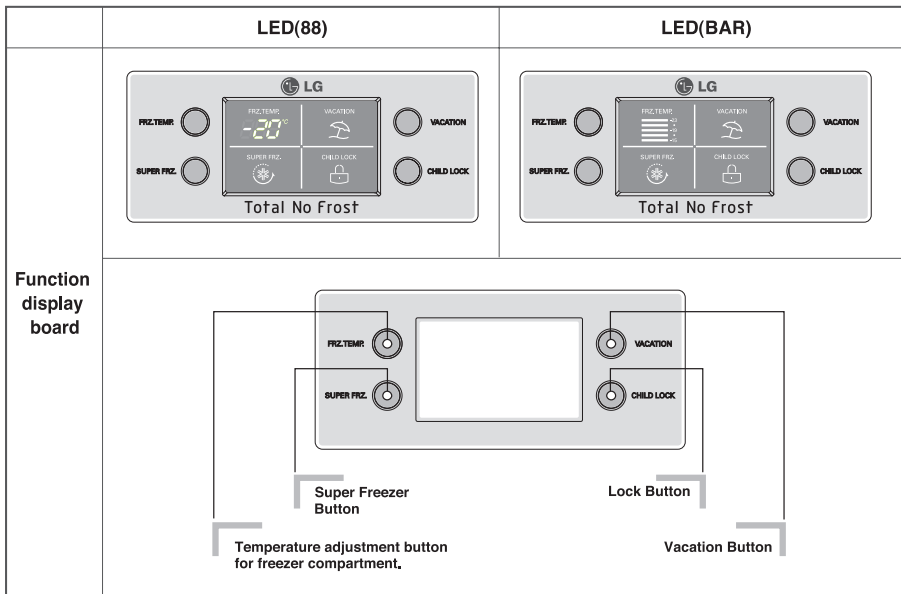 LED(88)
LED(BAR)
LG
FRZ.TEMP.
-20°C
VACATION
SUPER FRZ.
CHILD LOCK
FRZ.TEMP.
SUPER FRZ.
VACATION
CHILD LOCK
Total No Frost
LG
FRZ.TEMP.
VACATION
SUPER FRZ.
CHILD LOCK
FRZ.TEMP.
SUPER FRZ.
VACATION
CHILD LOCK
Total No Frost
Function
display
board
FRZ.TEMP.
VACATION
SUPER FRZ.
CHILD LOCK
Super Freezer
Button
Lock Button
Temperature adjustment button
for freezer compartment.
Vacation Button